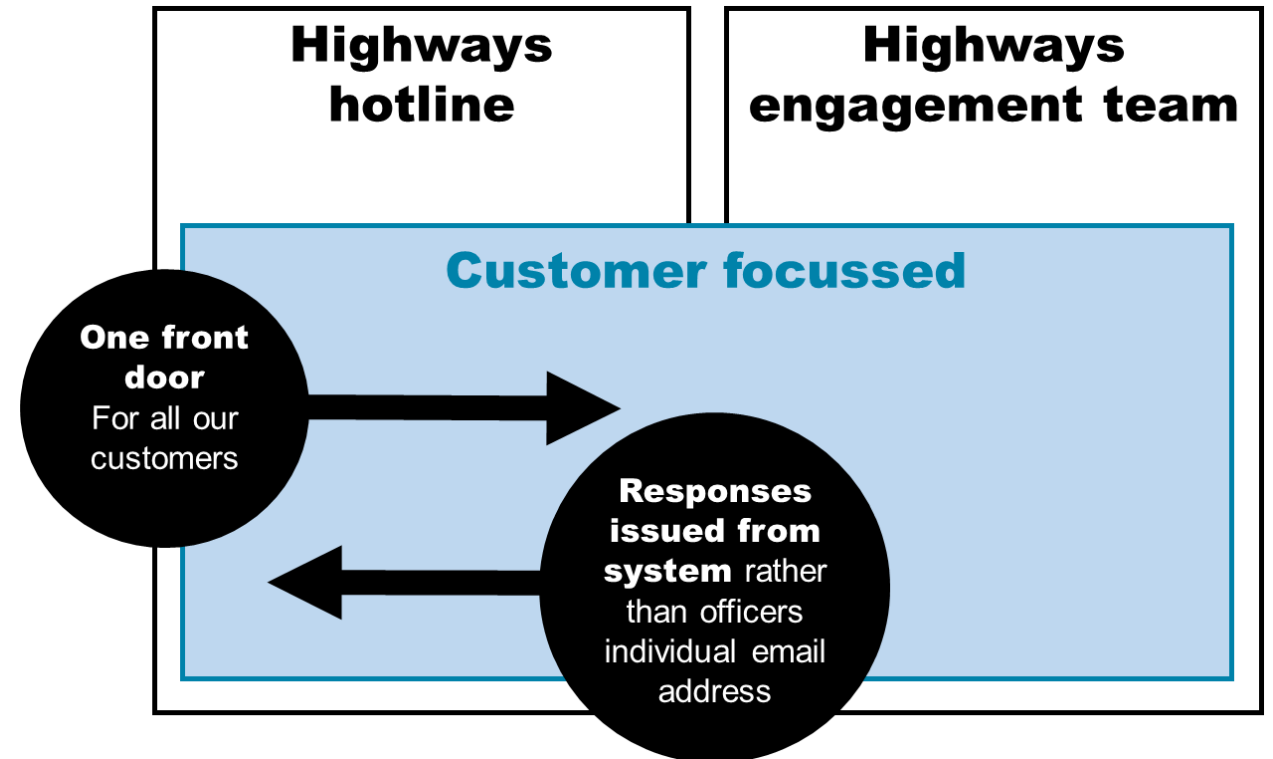 Highways
hotline
Highways
engagement team
Customer focussed
One front
door
For all our
customers
Responses
issued from
system rather
than officers
individual email
address